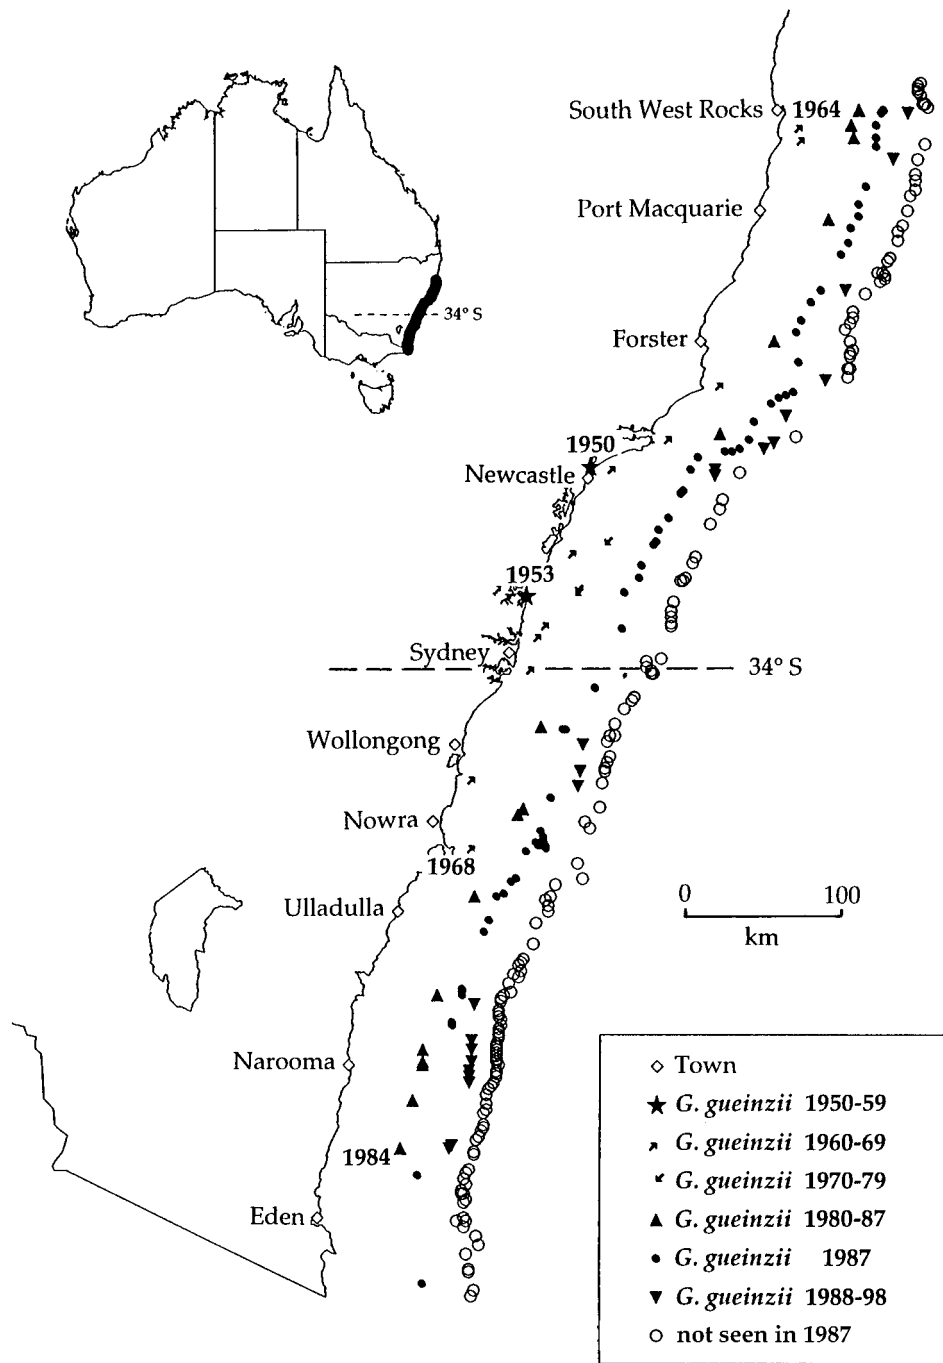 South West Rocks 1964
Port Macquarie
34° S
Forster
1950
Newcastle
1953
Sydney
34° S
Wollongong
Nowra
1968
Ulladulla
0 100
km
Narooma
1984
Eden
Town
G. gueinzii 1950-59
G. gueinzii 1960-69
G. gueinzii 1970-79
G. gueinzii 1980-87
G. gueinzii 1987
G. gueinzii 1988-98
not seen in 1987